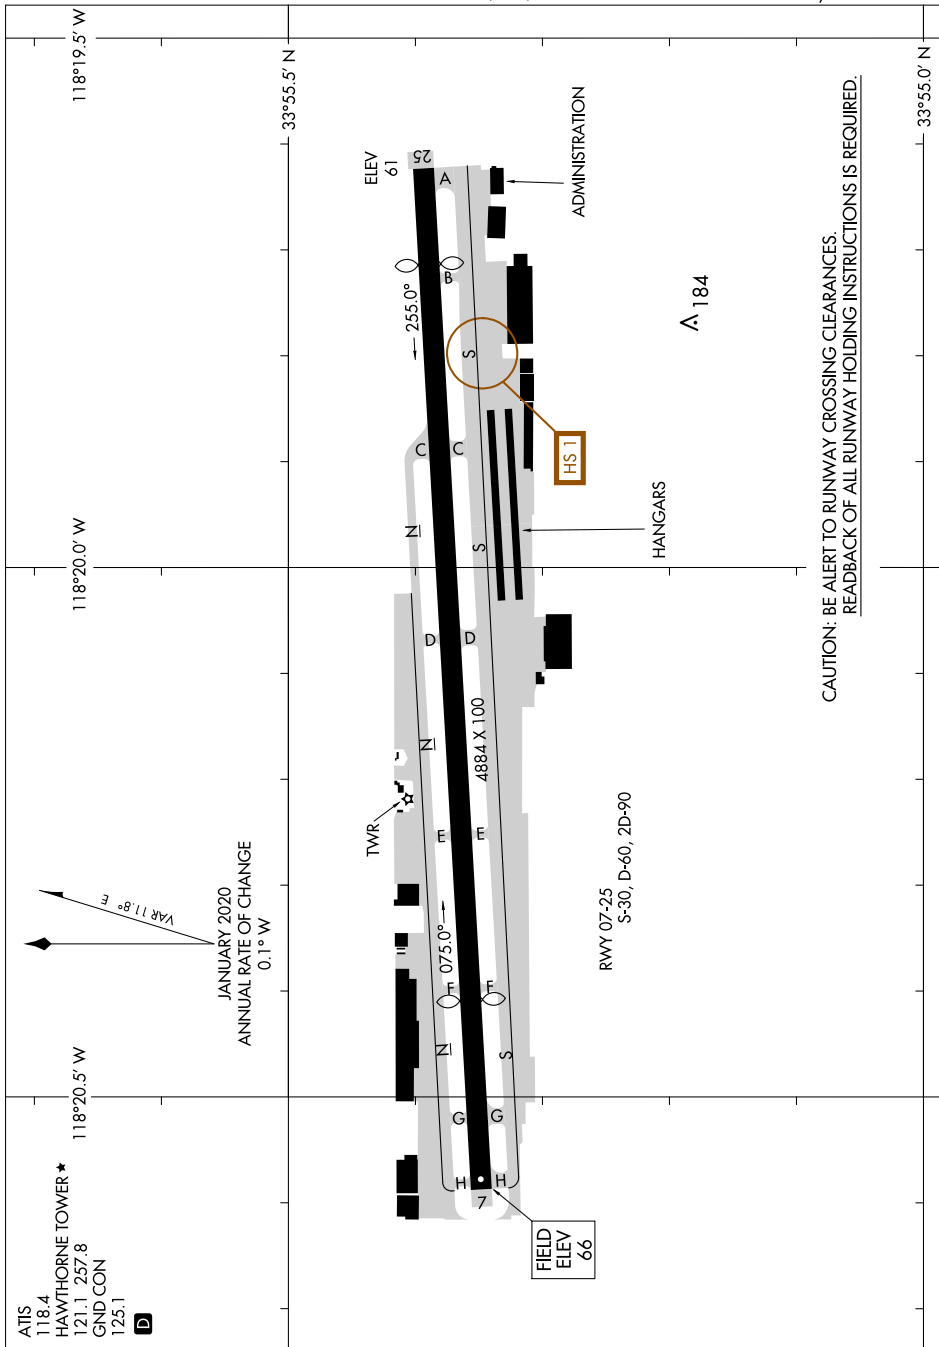 ATIS
118.4
HAWTHORNE TOWER ★
121.1 257.8
GND CON
125.1
D
118°20.5' W
118°20.0' W
118°19.5' W
33°55.5' N
33°55.0' N
VAR 11.8° E
JANUARY 2020
ANNUAL RATE OF CHANGE
0.1° W
TWR
ELEV
61
25
A
B
255.0°
S
HS 1
C
C
N
S
D
D
N
4884 X 100
E
E
075.0°
F
F
N
S
G
G
H
H
7
FIELD
ELEV
66
ADMINISTRATION
HANGARS
184
RWY 07-25
S-30, D-60, 2D-90
CAUTION: BE ALERT TO RUNWAY CROSSING CLEARANCES.
READBACK OF ALL RUNWAY HOLDING INSTRUCTIONS IS REQUIRED.